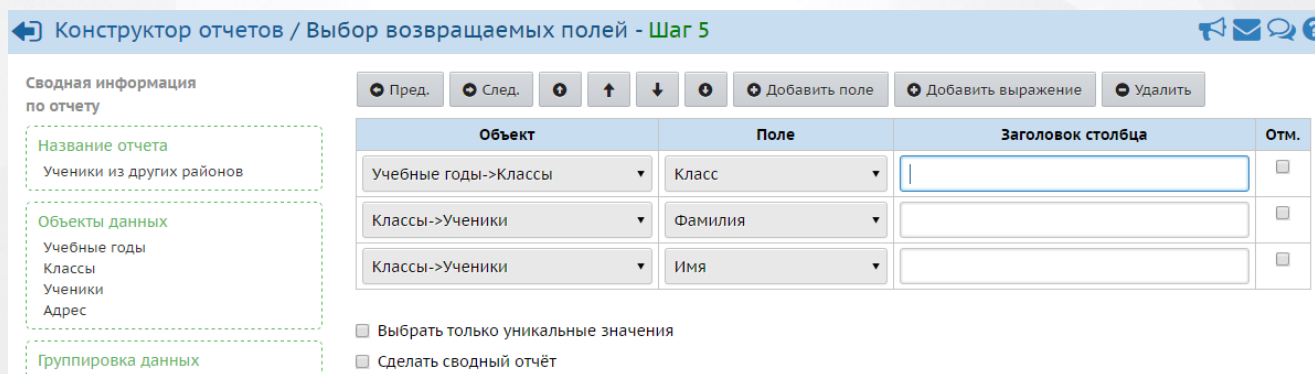 Конструктор отчетов / Выбор возвращаемых полей - Шаг 5
Сводная информация
по отчету
Название отчета
Ученики из других районов
Объекты данных
Учебные годы
Классы
Ученики
Адрес
Группировка данных
Пред. След. Добавить поле Добавить выражение Удалить
Объект Поле Заголовок столбца Отм.
Учебные годы->Классы Класс
Классы->Ученики Фамилия
Классы->Ученики Имя
Выбрать только уникальные значения
Сделать сводный отчёт